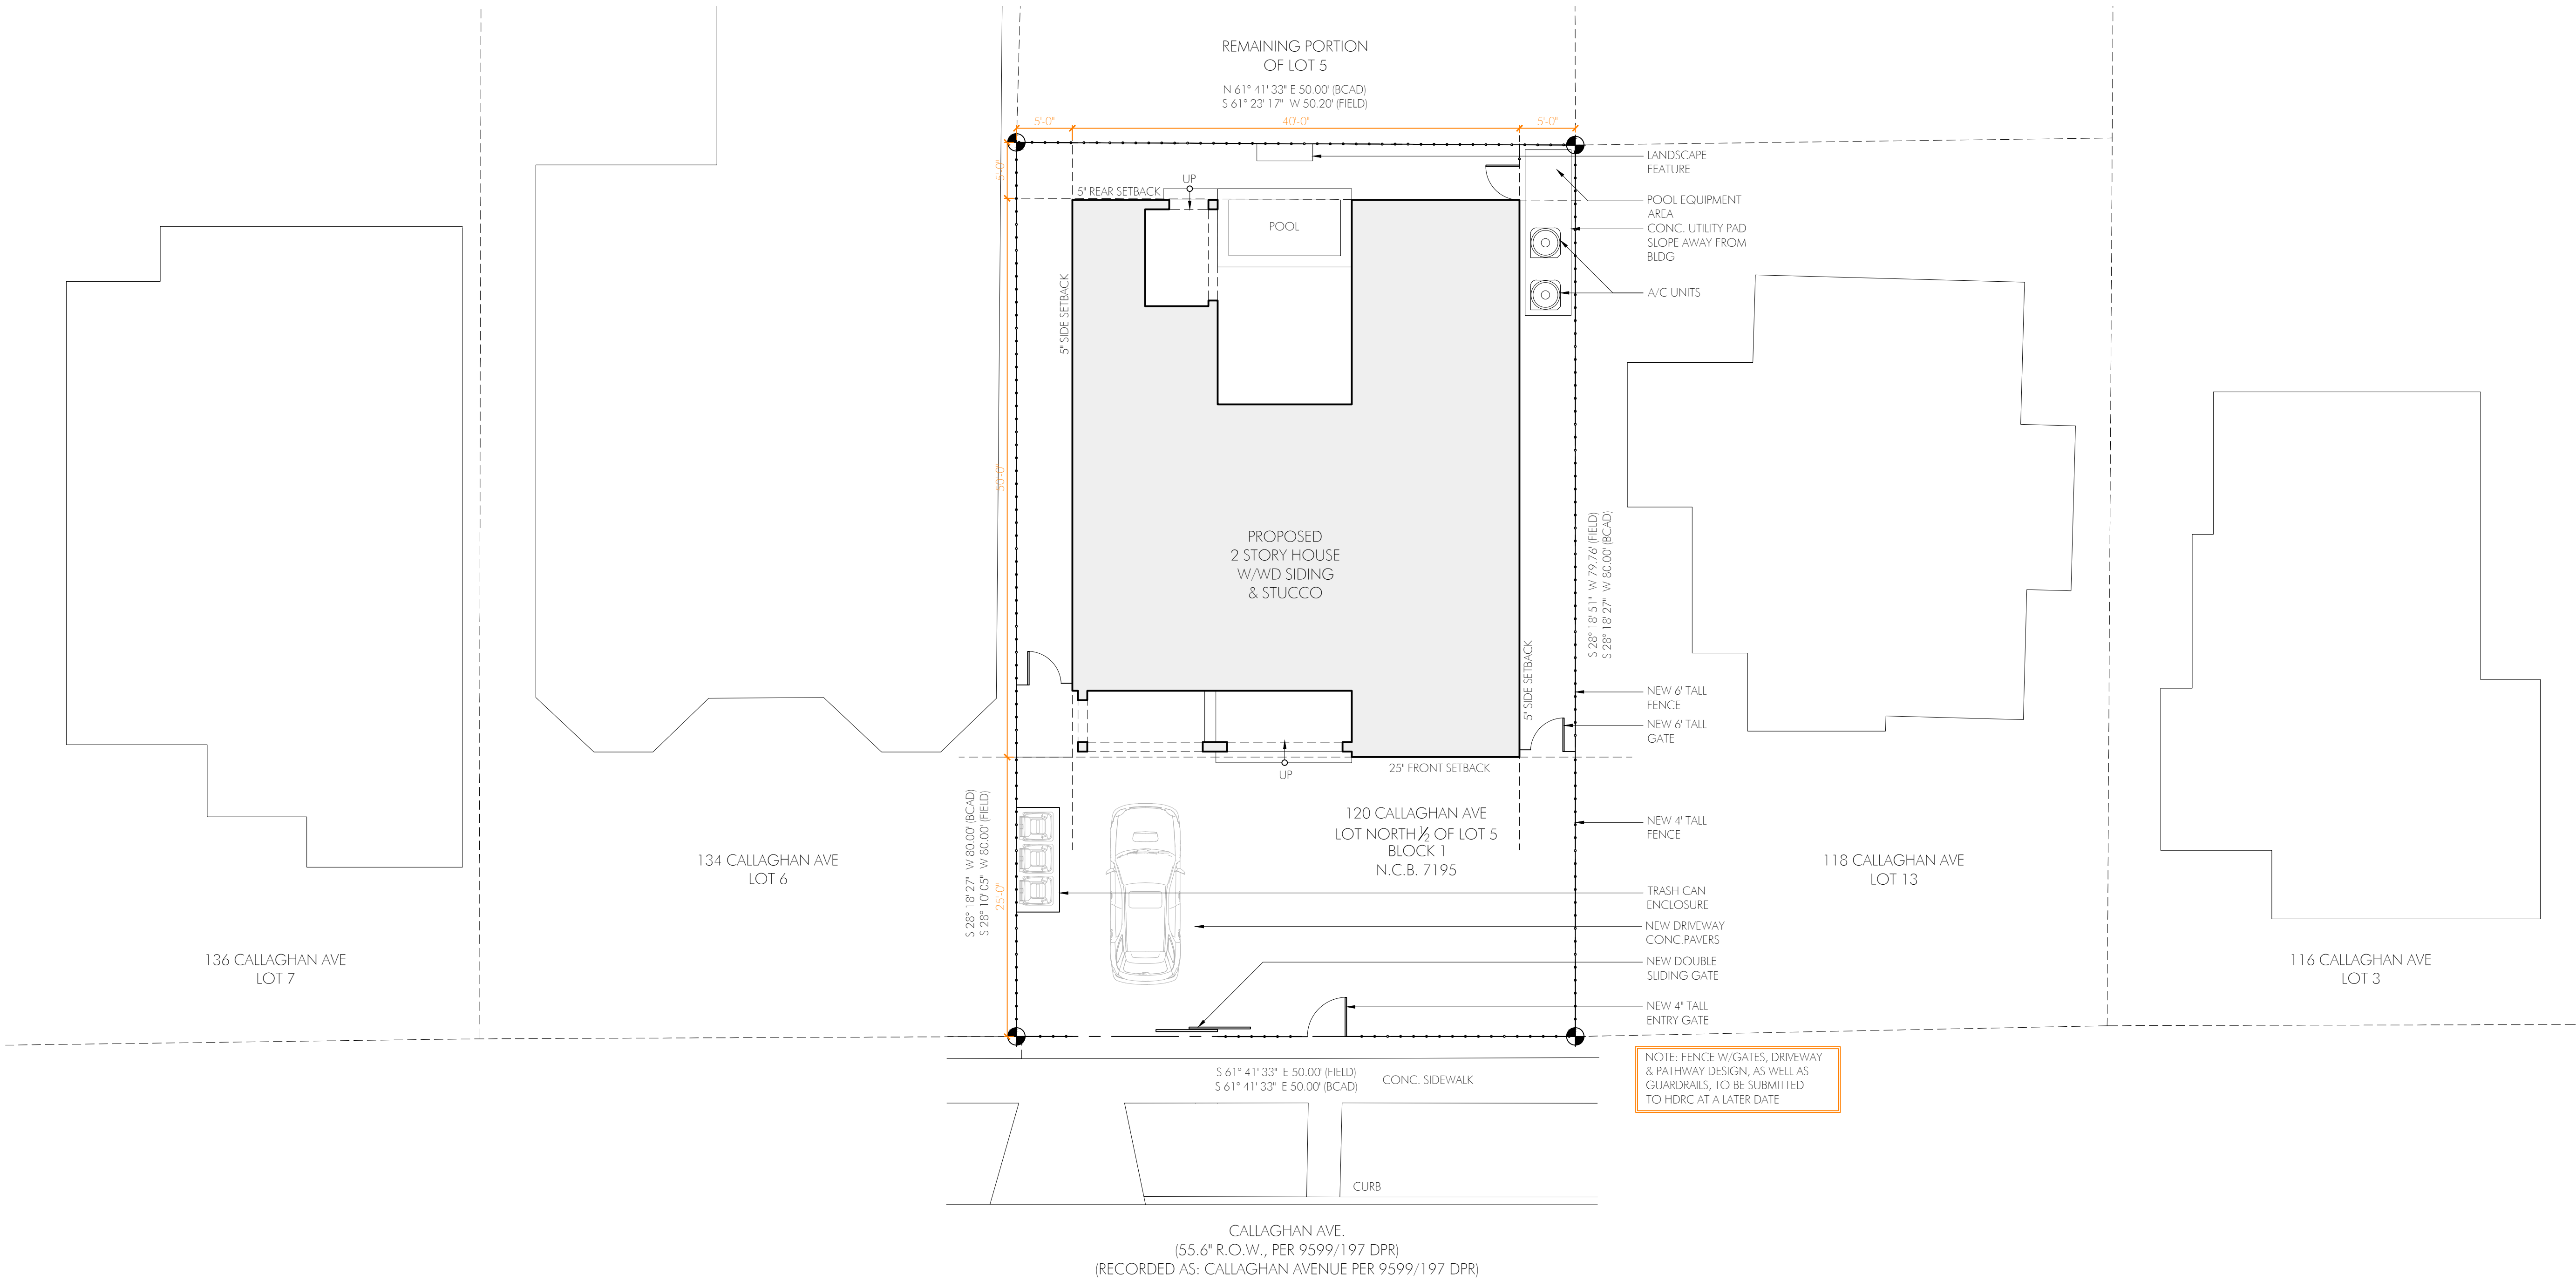 REMAINING PORTION
OF LOT 5
N 61° 41' 33" E 50.00' (BCAD)
S 61° 23' 17" W 50.20' (FIELD)
5'-0"
40'-0"
5'-0"
5'-0"
50'-0"
25'-0"
5" REAR SETBACK
UP
POOL
5" SIDE SETBACK
LANDSCAPE
FEATURE
POOL EQUIPMENT
AREA
CONC. UTILITY PAD
SLOPE AWAY FROM
BLDG
A/C UNITS
PROPOSED
2 STORY HOUSE
W/WD SIDING
& STUCCO
S 28° 18' 51" W 79.76' (FIELD)
S 28° 18' 27" W 80.00' (BCAD)
5" SIDE SETBACK
NEW 6' TALL
FENCE
NEW 6' TALL
GATE
UP
25" FRONT SETBACK
S 28° 18' 27" W 80.00' (BCAD)
S 28° 10' 05" W 80.00' (FIELD)
120 CALLAGHAN AVE
LOT NORTH ½ OF LOT 5
BLOCK 1
N.C.B. 7195
NEW 4' TALL
FENCE
TRASH CAN
ENCLOSURE
NEW DRIVEWAY
CONC.PAVERS
NEW DOUBLE
SLIDING GATE
NEW 4" TALL
ENTRY GATE
136 CALLAGHAN AVE
LOT 7
134 CALLAGHAN AVE
LOT 6
118 CALLAGHAN AVE
LOT 13
116 CALLAGHAN AVE
LOT 3
S 61° 41' 33" E 50.00' (FIELD)
S 61° 41' 33" E 50.00' (BCAD)
CONC. SIDEWALK
NOTE: FENCE W/GATES, DRIVEWAY
& PATHWAY DESIGN, AS WELL AS
GUARDRAILS, TO BE SUBMITTED
TO HDRC AT A LATER DATE
CURB
CALLAGHAN AVE.
(55.6" R.O.W., PER 9599/197 DPR)
(RECORDED AS: CALLAGHAN AVENUE PER 9599/197 DPR)